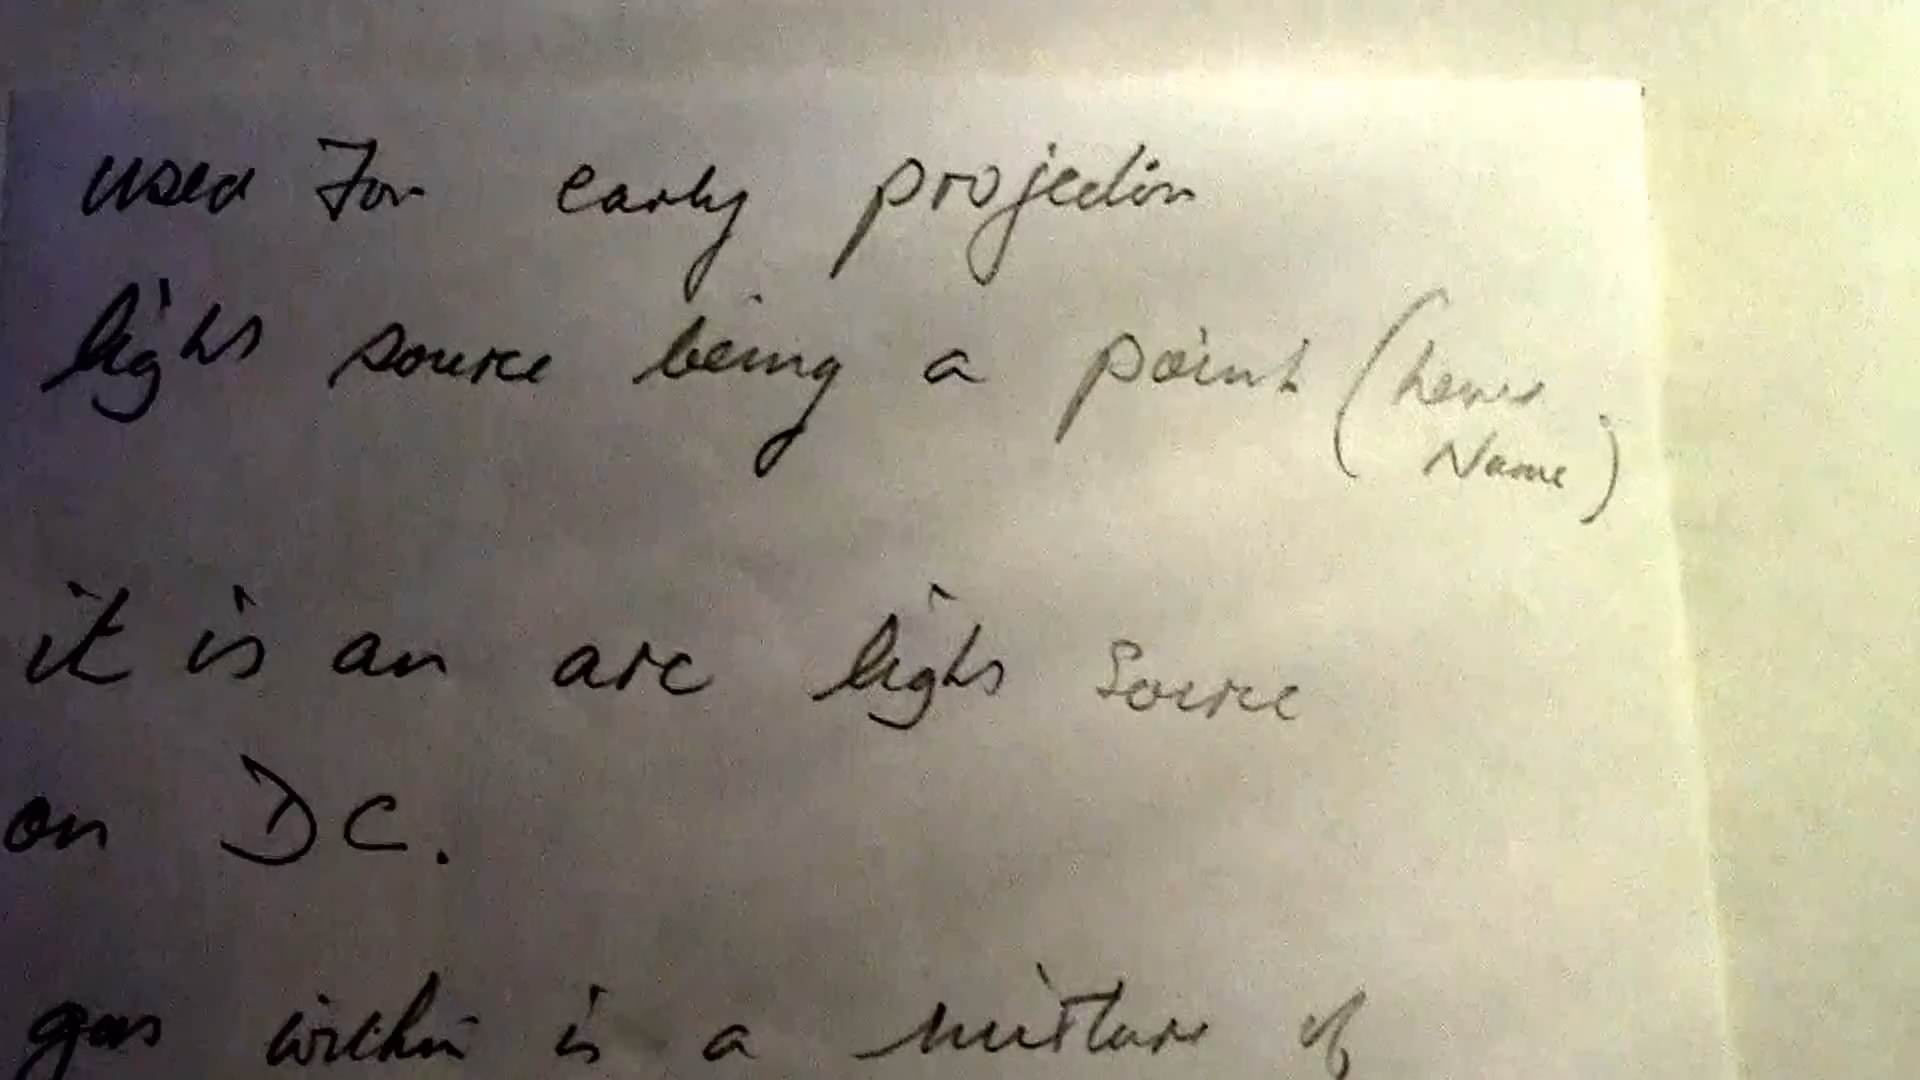 used For early projection
light source being a point (hence
Name)
it is an arc light source
on DC.
gas within is a mixture of